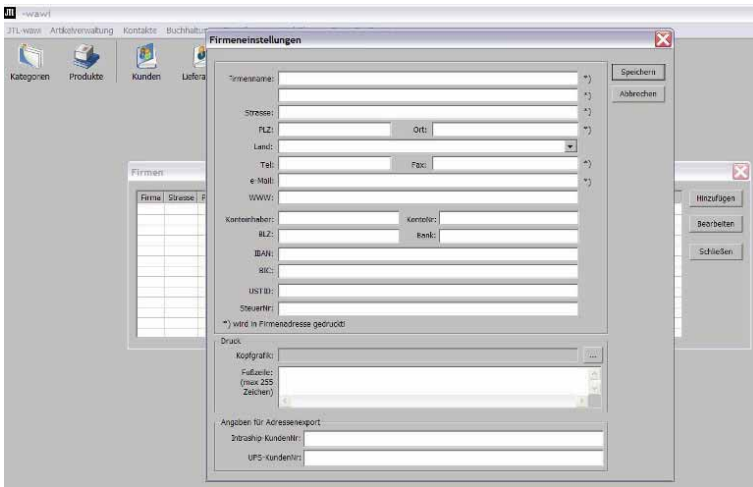 JTL -wawi
JTL-wawi Artikelverwaltung Kontakte
Kategorien Produkte Kunden
Firmeneinstellungen
Firmenname: *)
*)
Strasse: *)
PLZ: Ort: *)
Land:
Tel: Fax: *)
e-Mail: *)
WWW:
Kontoinhaber: KontoNr:
BLZ: Bank:
IBAN:
BIC:
USTID:
SteuerNr:
*) wird in Firmenadresse gedruckt!
Druck
Kopfgrafik: ...
Fußzeile:
(max 255
Zeichen)
Angaben für Adressenexport
Intraship-KundenNr:
UPS-KundenNr:
Speichern
Abbrechen
Firmen
Firma Strasse
Hinzufügen
Bearbeiten
Schließen